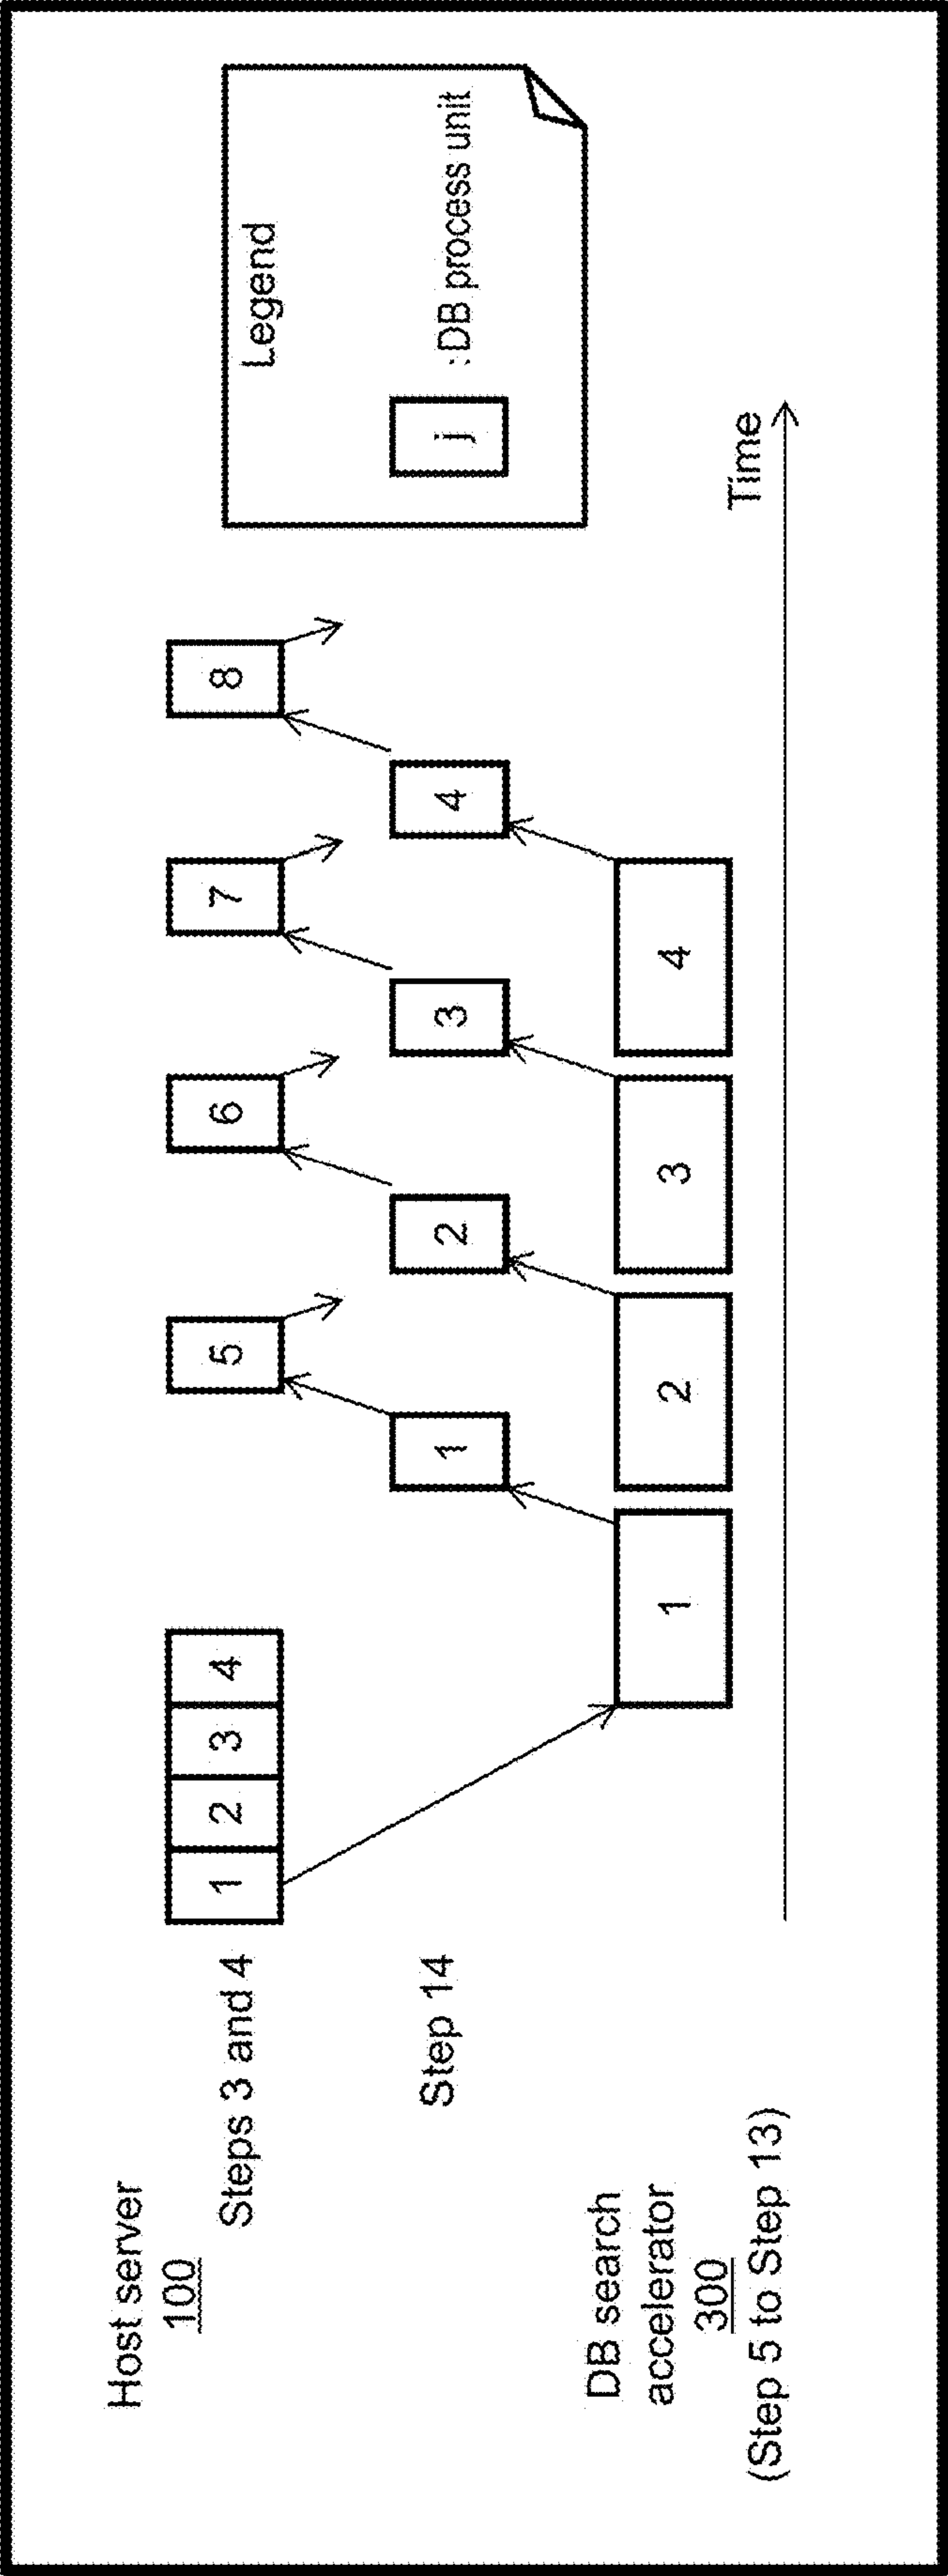 Host server
100
Steps 3 and 4
1 2 3 4 5 6 7 8
Step 14
1 2 3 4
DB search
accelerator
300
(Step 5 to Step 13)
1 2 3 4
Time
Legend
j :DB process unit